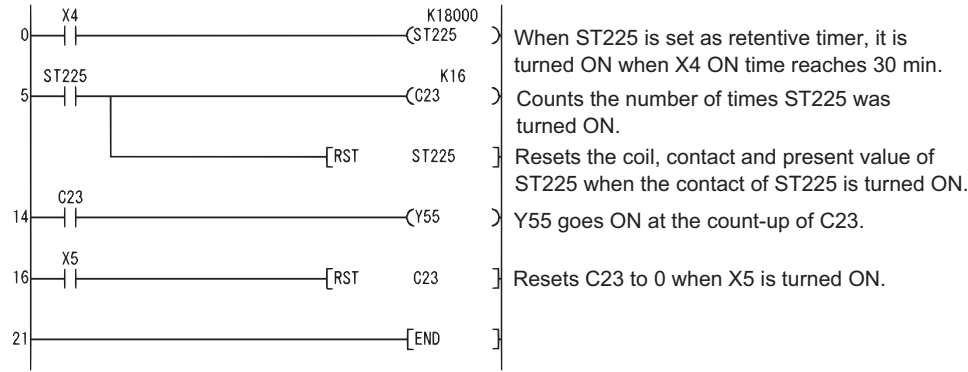 X4 K18000
0 (ST225 ) When ST225 is set as retentive timer, it is
turned ON when X4 ON time reaches 30 min.
ST225 K16
5 (C23 ) Counts the number of times ST225 was
turned ON.
[RST ST225 ] Resets the coil, contact and present value of
ST225 when the contact of ST225 is turned ON.
C23
14 (Y55 ) Y55 goes ON at the count-up of C23.
X5
16 [RST C23 ] Resets C23 to 0 when X5 is turned ON.
21 [END ]